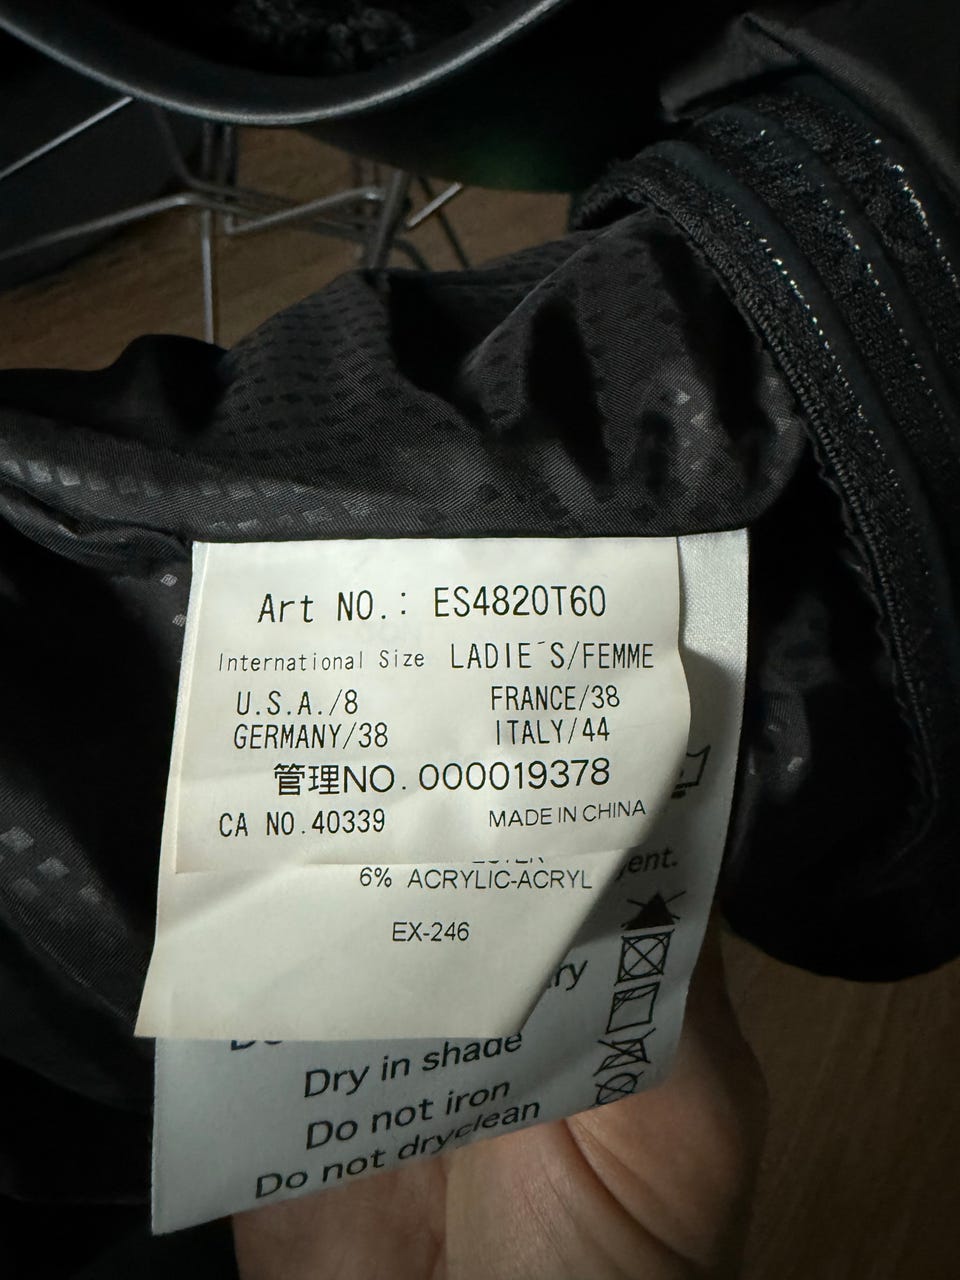 Art NO.: ES4820T60
International Size LADIE´S/FEMME
U.S.A./8 FRANCE/38
GERMANY/38 ITALY/44
管理NO. 000019378
CA NO.40339 MADE IN CHINA
6% ACRYLIC-ACRYL
EX-246
Dry in shade
Do not iron
Do not dryclean